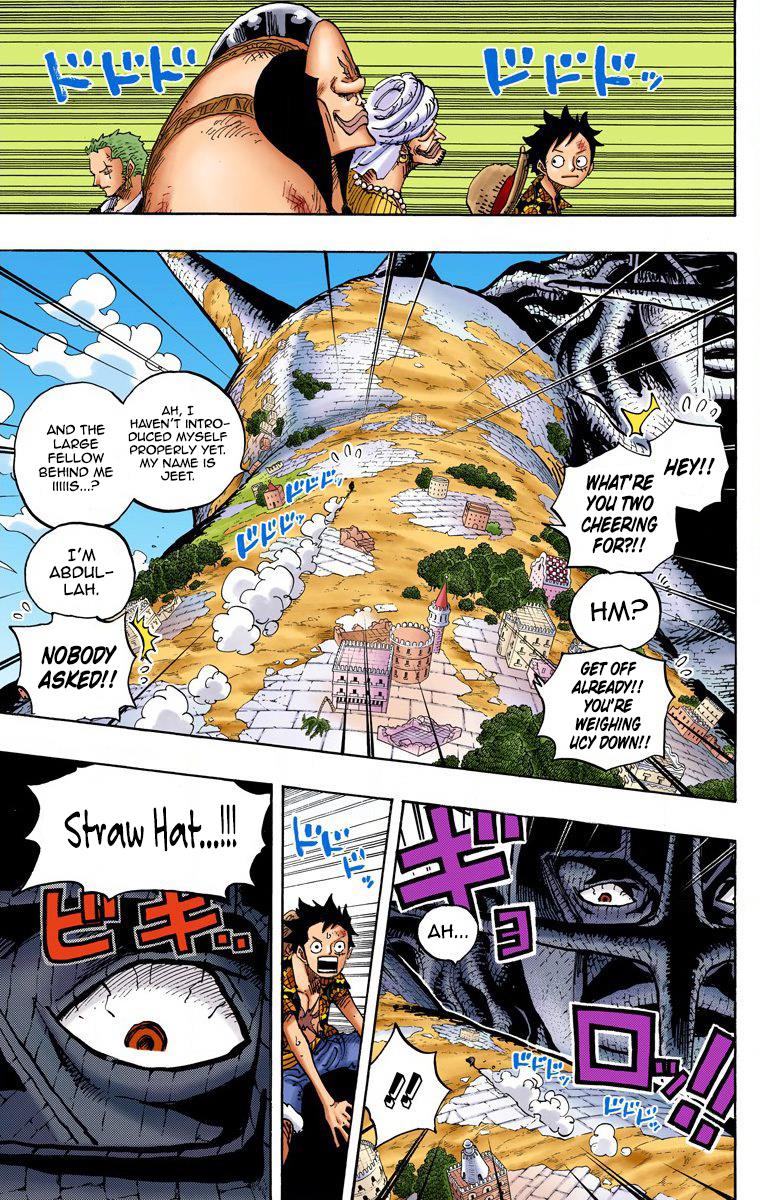 ドドドッ
ドドドド
HEY!!
WHAT'RE
YOU TWO
CHEERING
FOR?!!
HM?
GET OFF
ALREADY!!
YOU'RE
WEIGHING
UCY DOWN!!
AH, I
HAVEN'T INTRO-
DUCED MYSELF
PROPERLY YET.
MY NAME IS
JEET.
AND THE
LARGE
FELLOW
BEHIND ME
IIIIIS...?
I'M
ABDUL-
LAH.
NOBODY
ASKED!!
ドドドッ
ドドドッ
ギョロッ!!
AH...
!!
ドドドッ
ドドドッ
ドドドッ
Straw Hat...!!!
ビキ..